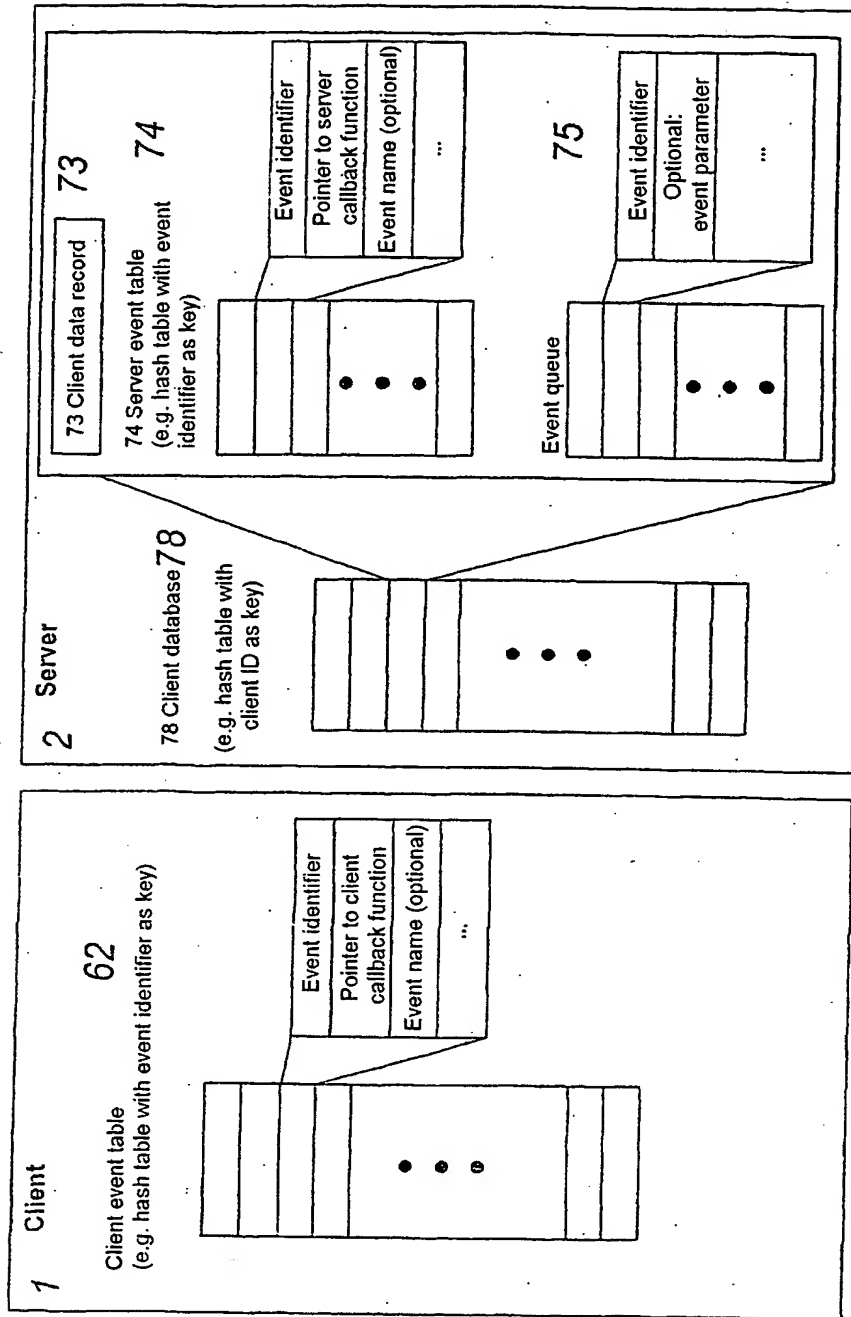 1 Client
Client event table
62
(e.g. hash table with event identifier as key)
Event identifier
Pointer to client
callback function
Event name (optional)
...
2 Server
78 Client database 78
(e.g. hash table with
client ID as key)
73 Client data record
73
74 Server event table
(e.g. hash table with event
identifier as key)
74
Event identifier
Pointer to server
callback function
Event name (optional)
...
Event queue
75
Event identifier
Optional:
event parameter
...